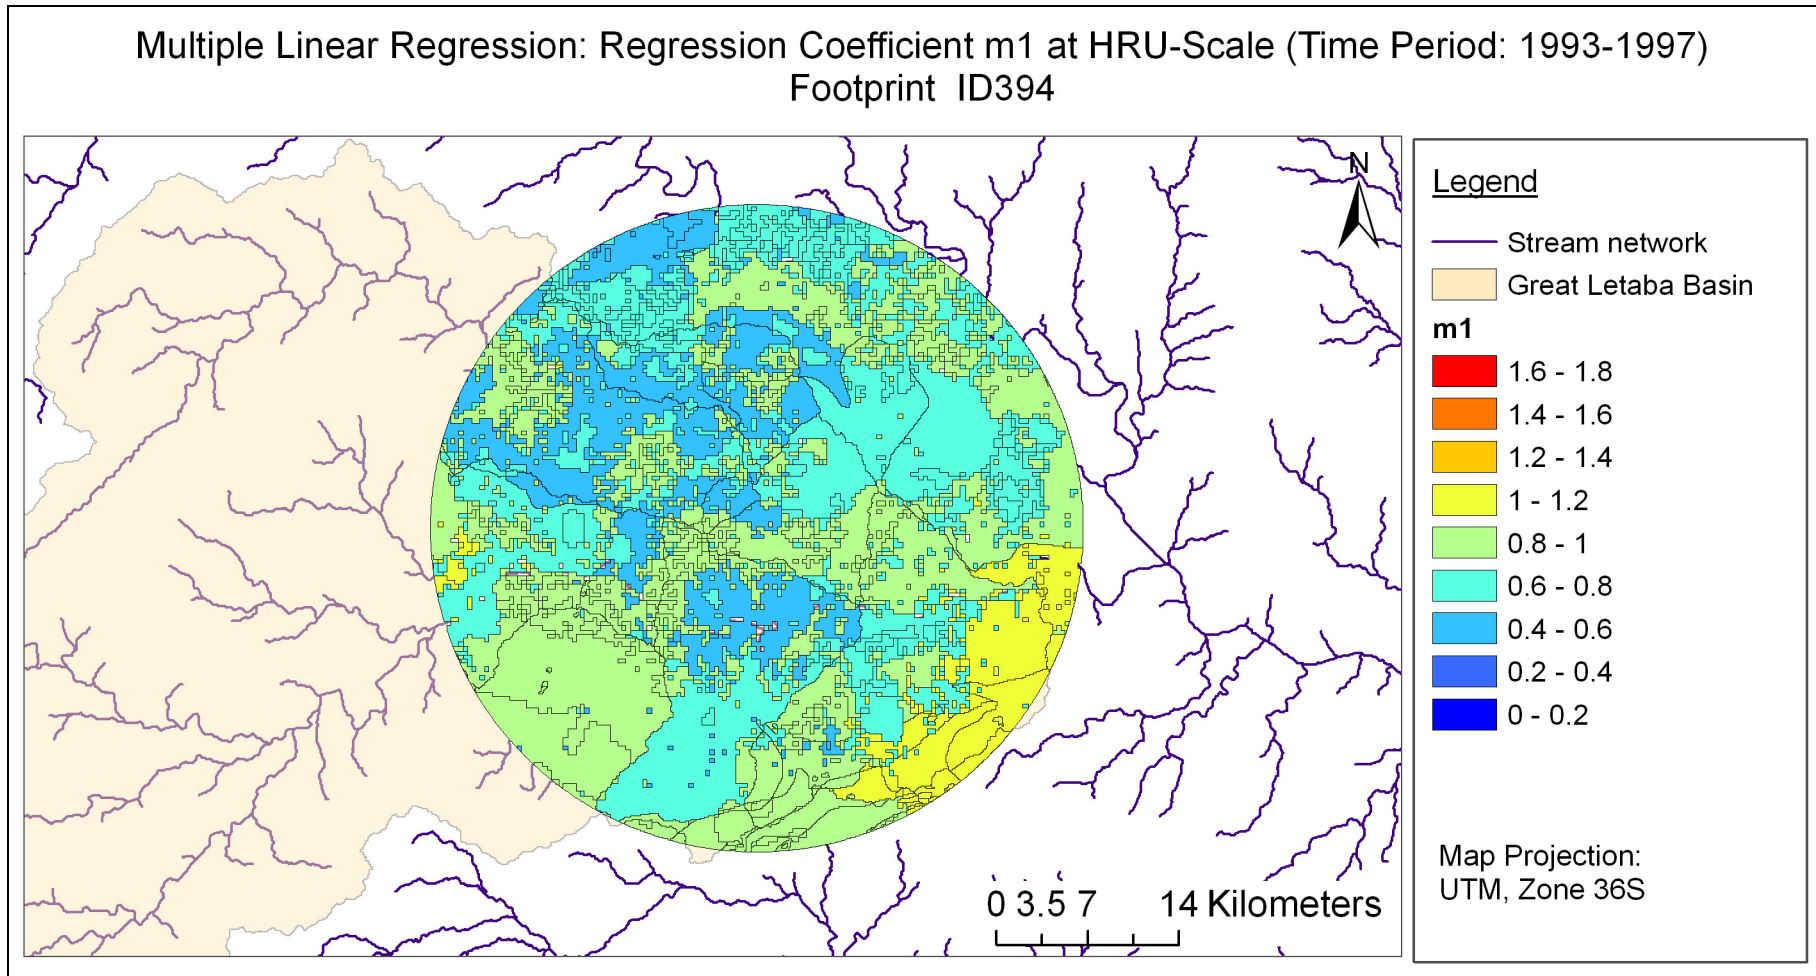 Multiple Linear Regression: Regression Coefficient m1 at HRU-Scale (Time Period: 1993-1997)
Footprint ID394
N
Legend
Stream network
Great Letaba Basin
m1
1.6 - 1.8
1.4 - 1.6
1.2 - 1.4
1 - 1.2
0.8 - 1
0.6 - 0.8
0.4 - 0.6
0.2 - 0.4
0 - 0.2
Map Projection:
UTM, Zone 36S
0 3.5 7 14 Kilometers